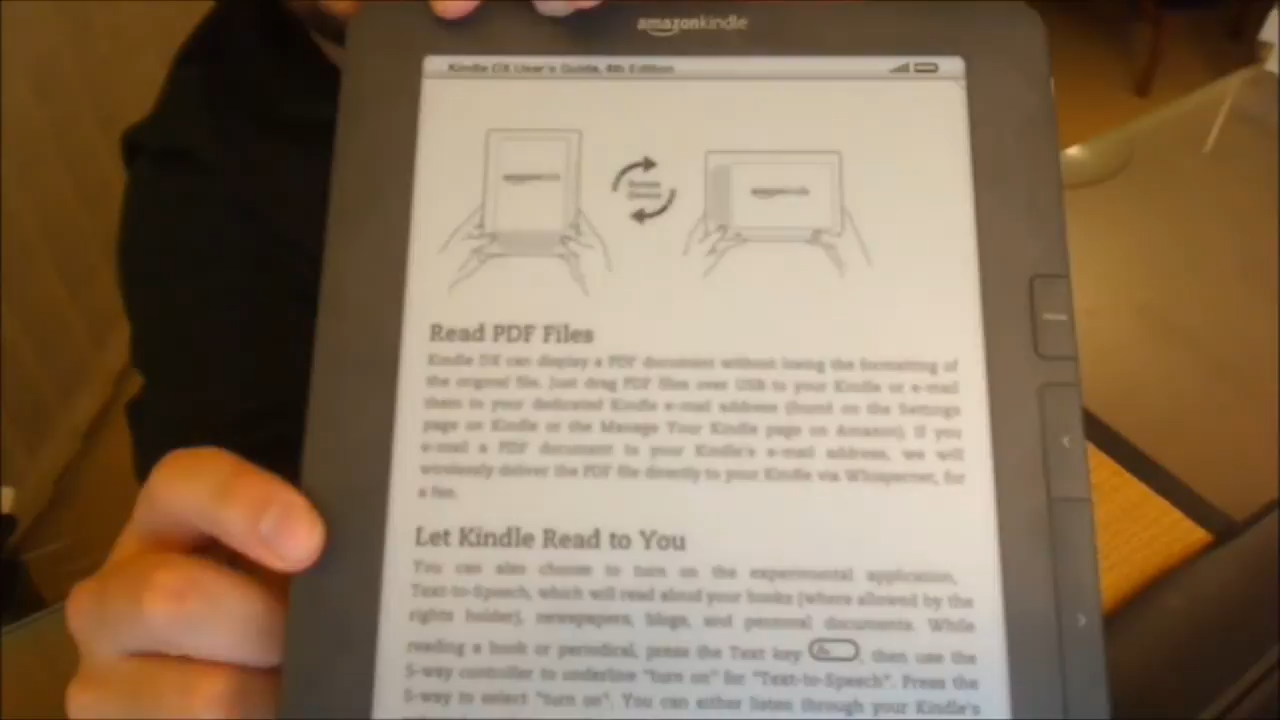 amazonkindle
Kindle DX User's Guide, 4th Edition
Read PDF Files
Kindle DX can display a PDF document without losing the formatting of
the original file. Just drag PDF files over USB to your Kindle or e-mail
them to your dedicated Kindle e-mail address (found on the Settings
page on Kindle or the Manage Your Kindle page on Amazon). If you
e-mail a PDF document to your Kindle's e-mail address, we will
wirelessly deliver the PDF file directly to your Kindle via Whispernet, for
a fee.
Let Kindle Read to You
You can also choose to turn on the experimental application,
Text-to-Speech, which will read aloud your books (where allowed by the
rights holder), newspapers, blogs, and personal documents. While
reading a book or periodical, press the Text key Aa, then use the
5-way controller to underline "turn on" for "Text-to-Speech". Press the
5-way to select "turn on". You can either listen through your Kindle's